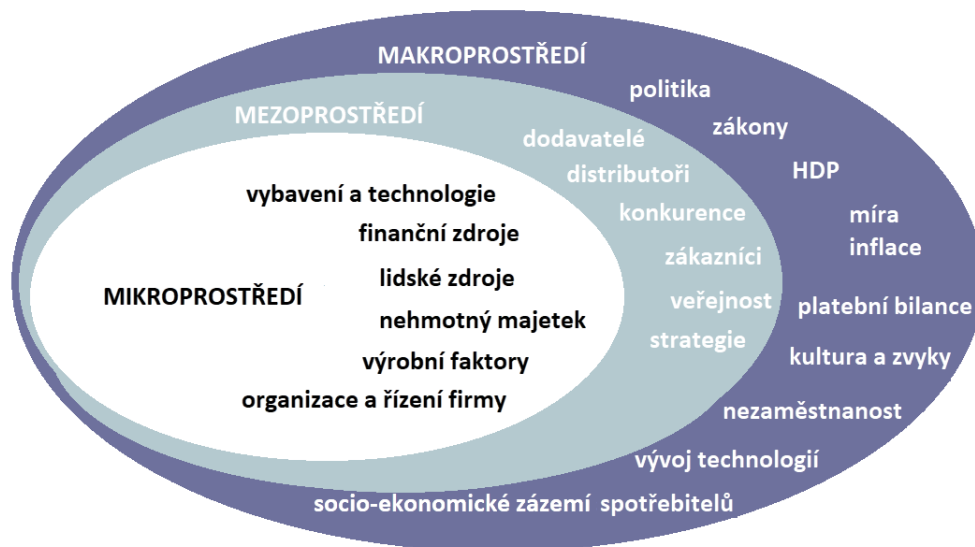 MAKROPROSTŘEDÍ
politika
zákony
HDP
míra
inflace
platební bilance
kultura a zvyky
nezaměstnanost
vývoj technologií
socio-ekonomické zázemí spotřebitelů
MEZOPROSTŘEDÍ
dodavatelé
distributoři
konkurence
zákazníci
veřejnost
strategie
MIKROPROSTŘEDÍ
vybavení a technologie
finanční zdroje
lidské zdroje
nehmotný majetek
výrobní faktory
organizace a řízení firmy